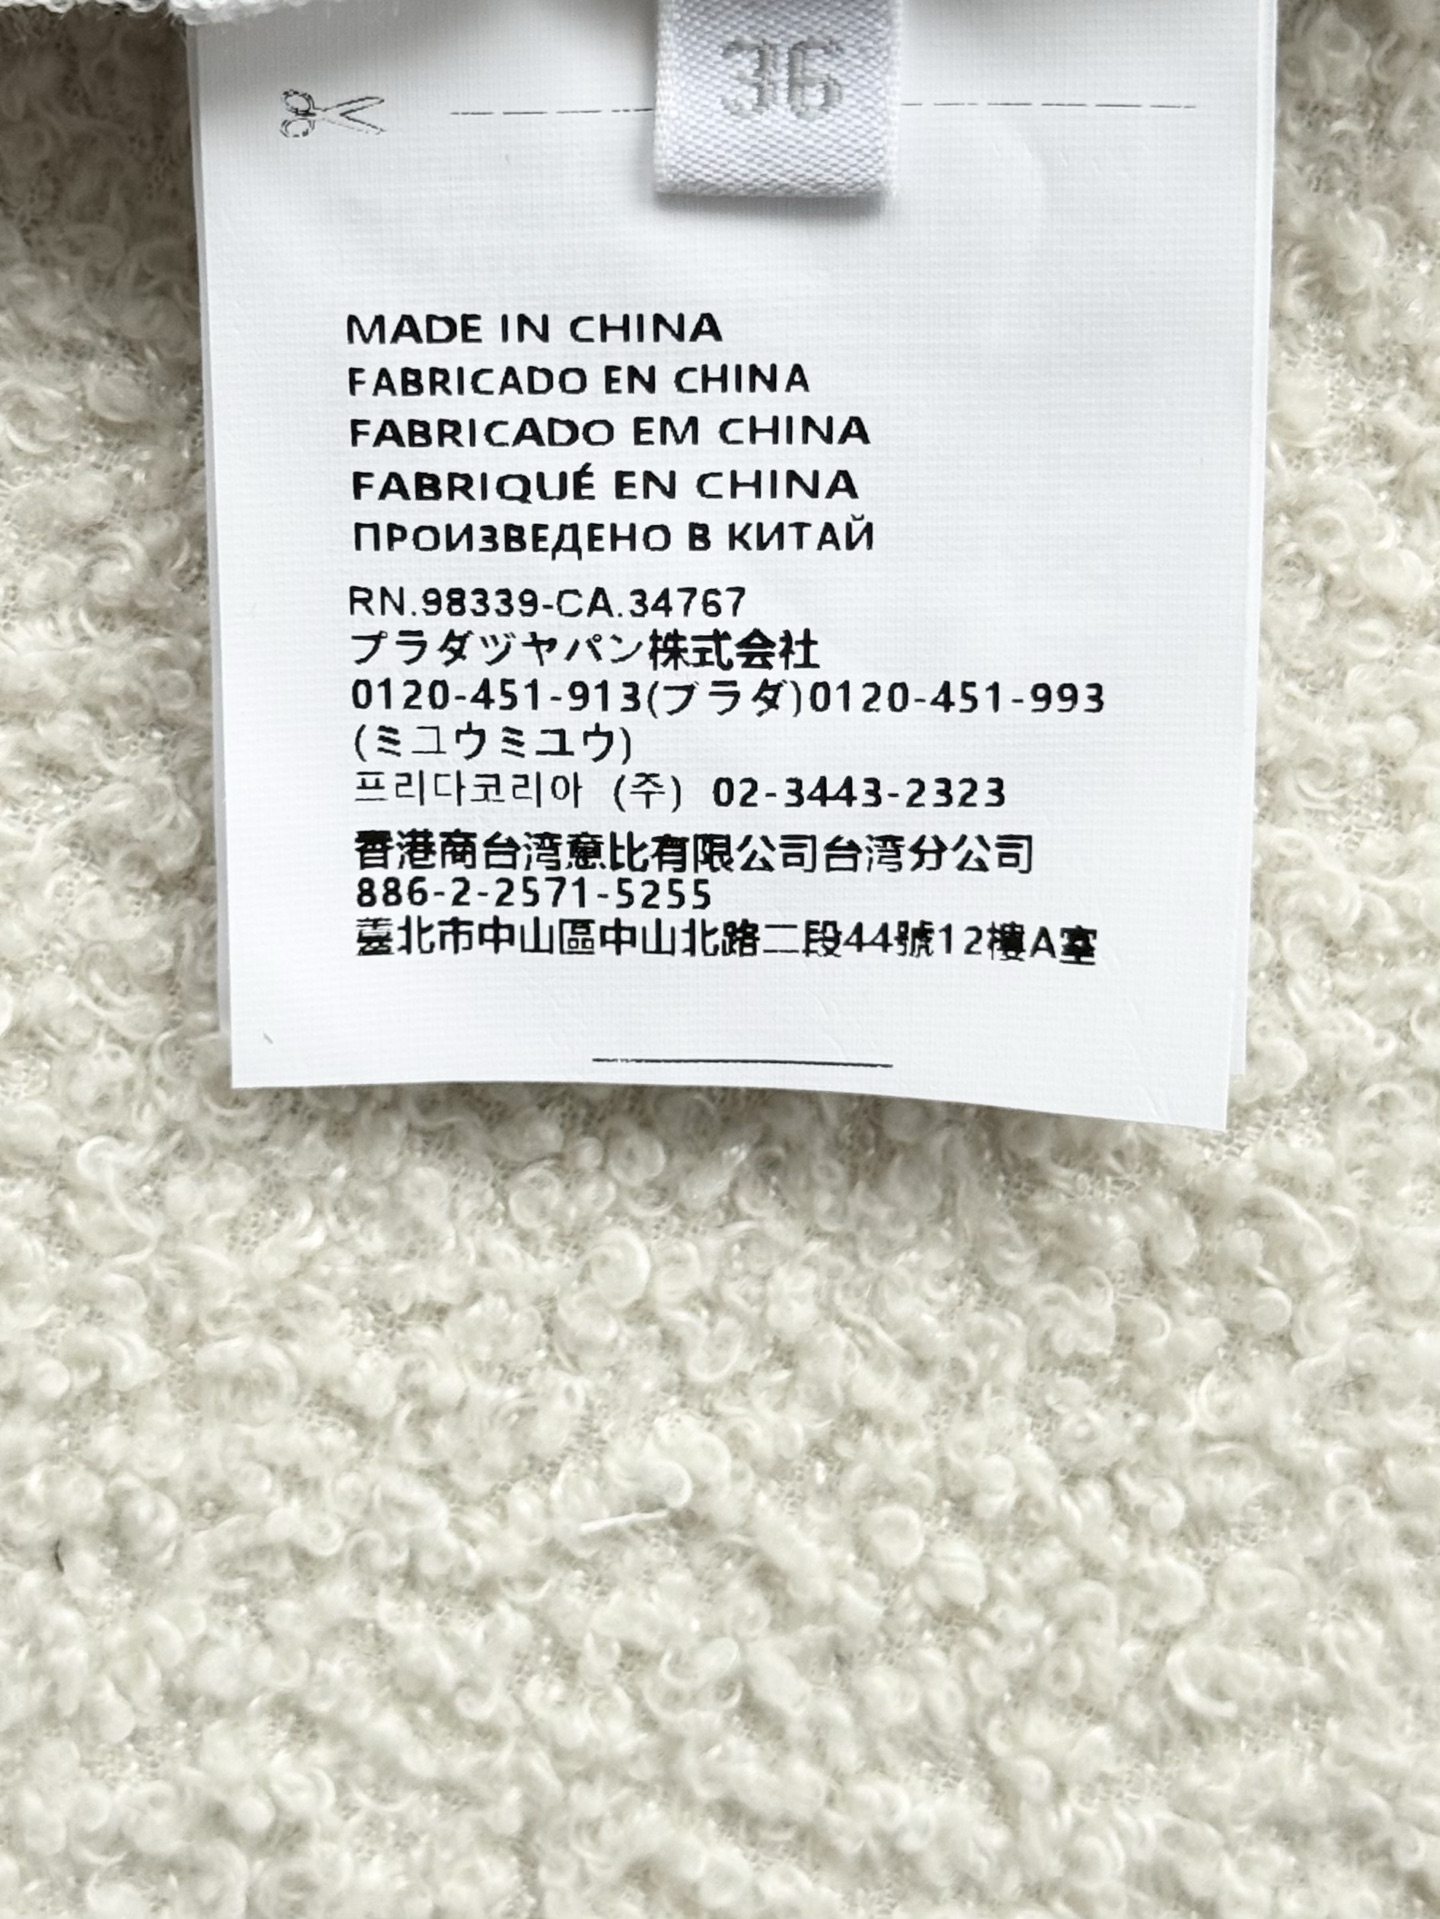 36
MADE IN CHINA
FABRICADO EN CHINA
FABRICADO EM CHINA
FABRIQUÉ EN CHINA
ПРОИЗВЕДЕНО В КИТАЙ
RN.98339-CA.34767
プラダヅヤパン株式会社
0120-451-913(ブラダ)0120-451-993
(ミコウミユウ)
프리다코리아 (주) 02-3443-2323
香港商台湾意比有限公司台湾分公司
886-2-2571-5255
臺北市中山區中山北路二段44號12樓A室